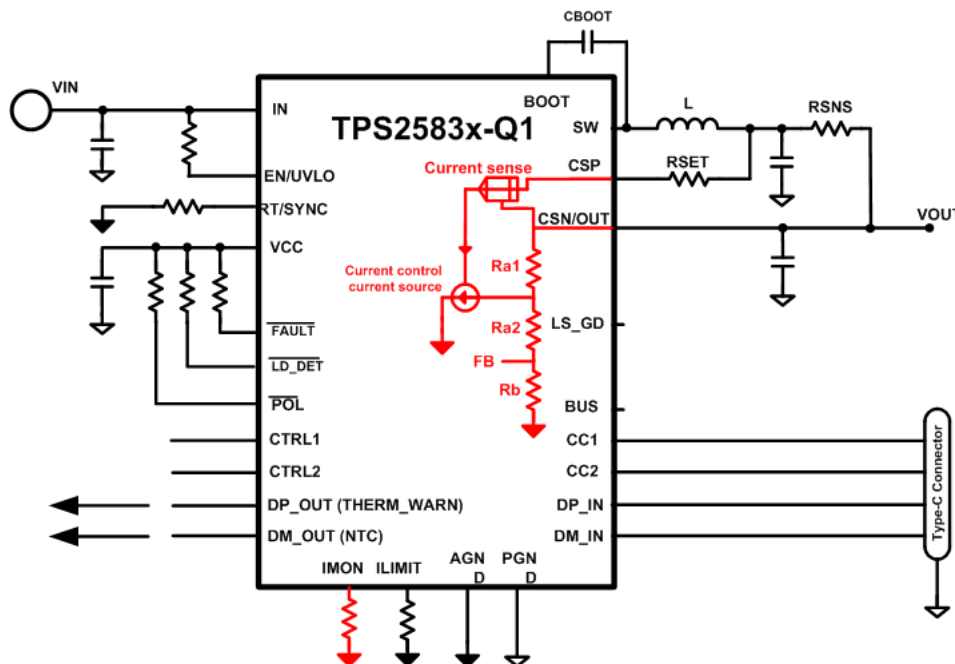 CBOOT
VIN
BOOT
L
RSNS
IN
TPS2583x-Q1
SW
Current sense
CSP
RSET
EN/UVLO
RT/SYNC
CSN/OUT
VOUT
VCC
Ra1
Current control
current source
FAULT
Ra2
LS_GD
LD_DET
FB
Rb
POL
BUS
CTRL1
CC1
CTRL2
CC2
DP_OUT (THERM_WARN)
DP_IN
DM_OUT (NTC)
DM_IN
Type-C Connector
IMON
ILIMIT
AGN
D
PGN
D